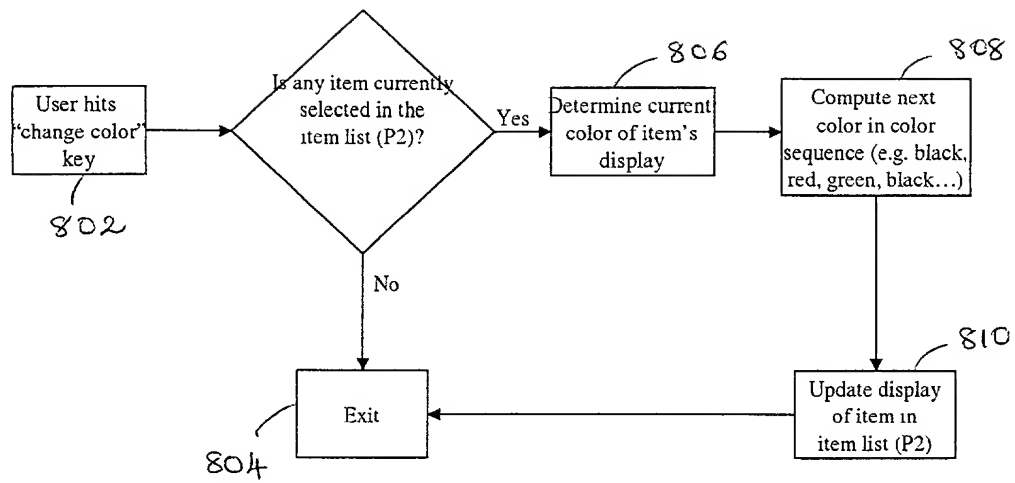 User hits
"change color"
key
802
Is any item currently
selected in the
item list (P2)?
Yes
No
806
Determine current
color of item's
display
808
Compute next
color in color
sequence (e.g. black,
red, green, black...)
810
Update display
of item in
item list (P2)
Exit
804